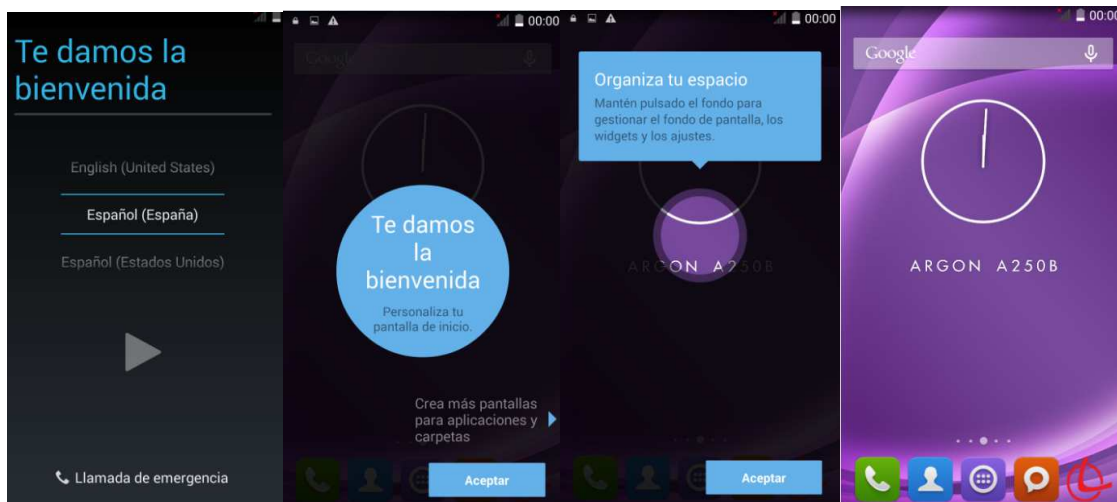 Te damos la
bienvenida
English (United States)
Español (España)
Español (Estados Unidos)
Llamada de emergencia
00:00
Google
Te damos
la
bienvenida
Personaliza tu
pantalla de inicio.
Crea más pantallas
para aplicaciones y
carpetas
Aceptar
00:00
Organiza tu espacio
Mantén pulsado el fondo para
gestionar el fondo de pantalla, los
widgets y los ajustes.
ARGON A250B
Aceptar
00:00
Google
ARGON A250B